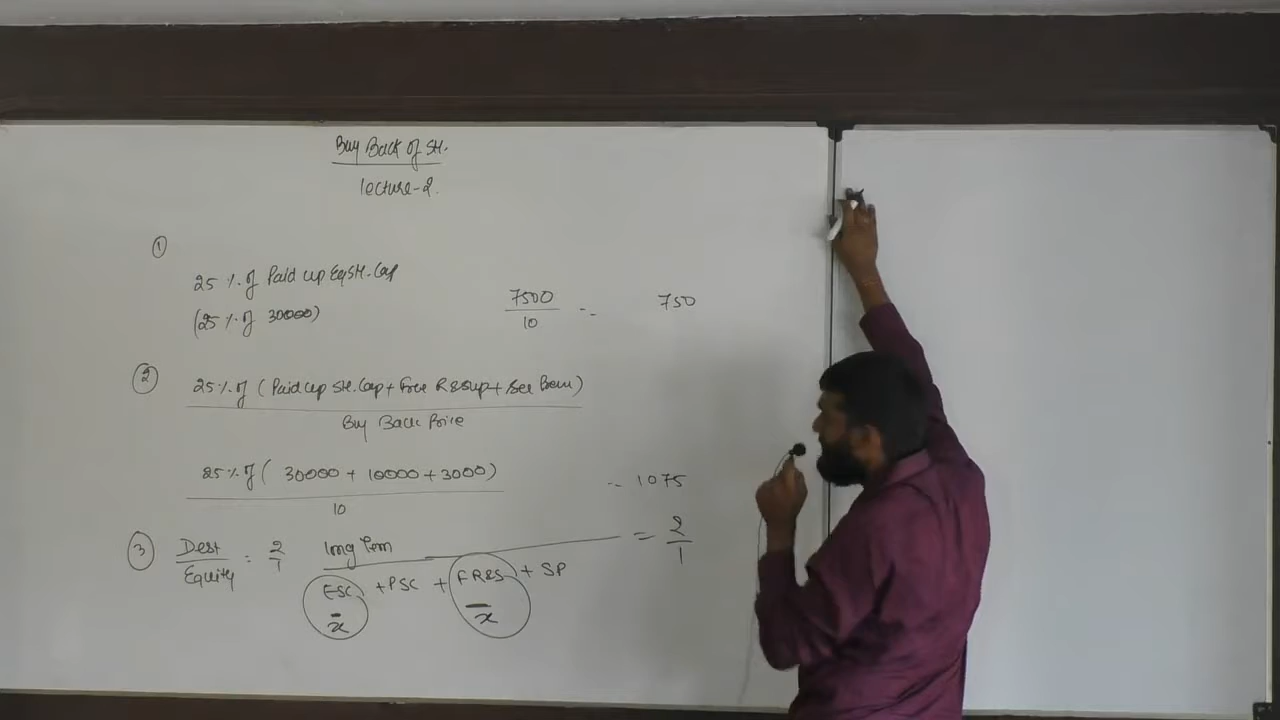 Buy Back of SH.
lecture-2.
①
25 %. of Paid up Eq SH. Cap
(25 %. of 30000)
7500
10
=
750
②
25 %. of (Paid up SH. Cap + Free R&Sup + Sec Prem)
Buy Back Price
25 %. of ( 30000 + 10000 + 3000)
10
= 1075
③
Dest
Equity
= 2
1
long Term
ESC - x + PSC + FR&S - x + SP
= 2
1